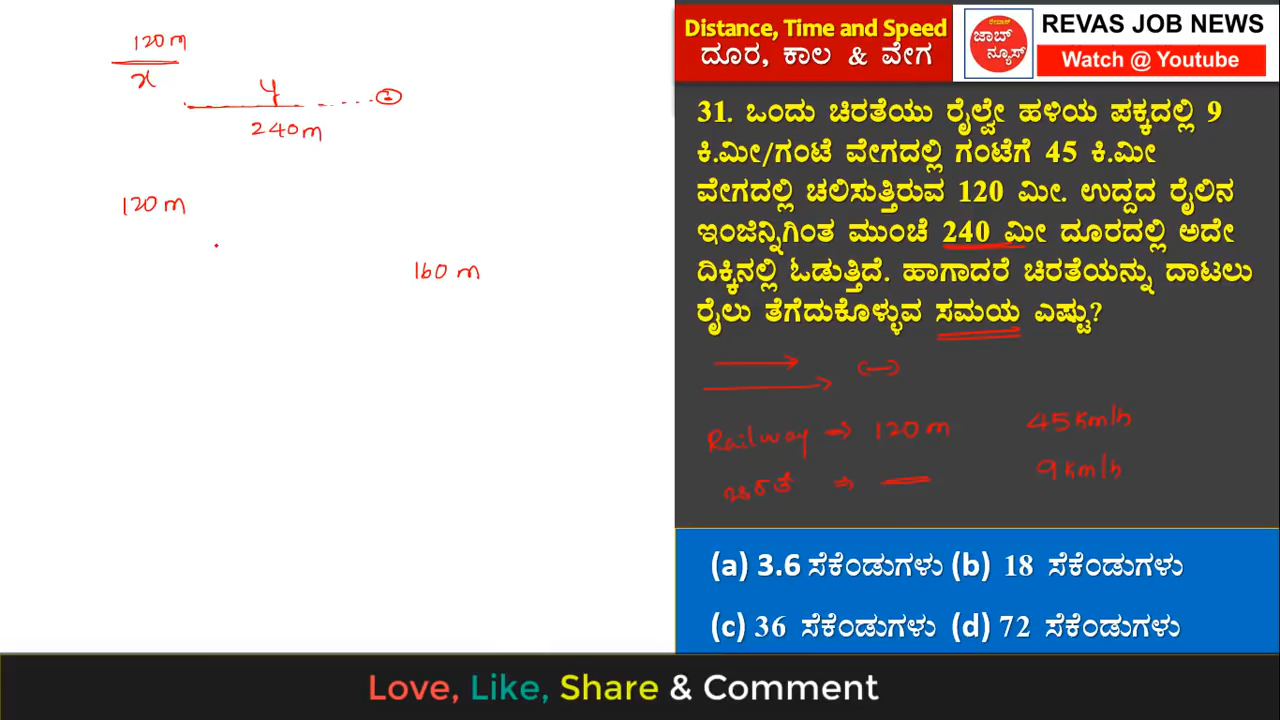 120 m
x
4
240 m
120 m
160 m
Distance, Time and Speed
ದೂರ, ಕಾಲ & ವೇಗ
ರೇವಾಸ್
ಜಾಬ್
ನ್ಯೂಸ್
REVAS JOB NEWS
Watch @ Youtube
31. ಒಂದು ಚಿರತೆಯು ರೈಲ್ವೇ ಹಳಿಯ ಪಕ್ಕದಲ್ಲಿ 9
ಕಿ.ಮೀ/ಗಂಟೆ ವೇಗದಲ್ಲಿ ಗಂಟೆಗೆ 45 ಕಿ.ಮೀ
ವೇಗದಲ್ಲಿ ಚಲಿಸುತ್ತಿರುವ 120 ಮೀ. ಉದ್ದದ ರೈಲಿನ
ಇಂಜಿನ್ನಿಗಿಂತ ಮುಂಚೆ 240 ಮೀ ದೂರದಲ್ಲಿ ಅದೇ
ದಿಕ್ಕಿನಲ್ಲಿ ಓಡುತ್ತಿದೆ. ಹಾಗಾದರೆ ಚಿರತೆಯನ್ನು ದಾಟಲು
ರೈಲು ತೆಗೆದುಕೊಳ್ಳುವ ಸಮಯ ಎಷ್ಟು?
(—)
Railway → 120 m 45 Km/h
ಚಿರತೆ ⇒ — 9 Km/h
(a) 3.6 ಸೆಕೆಂಡುಗಳು (b) 18 ಸೆಕೆಂಡುಗಳು
(c) 36 ಸೆಕೆಂಡುಗಳು (d) 72 ಸೆಕೆಂಡುಗಳು
Love, Like, Share & Comment